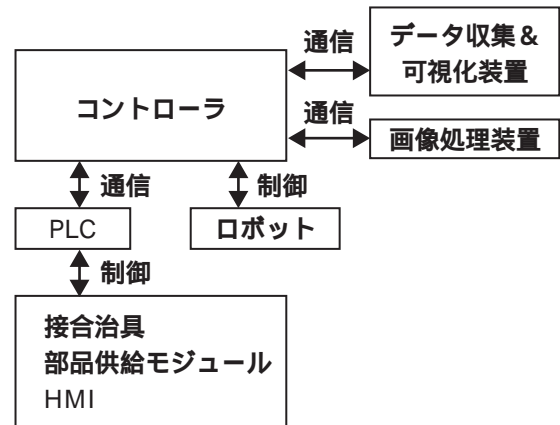 通信
データ収集&
可視化装置
コントローラ
通信
画像処理装置
通信
制御
PLC
ロボット
制御
接合治具
部品供給モジュール
HMI